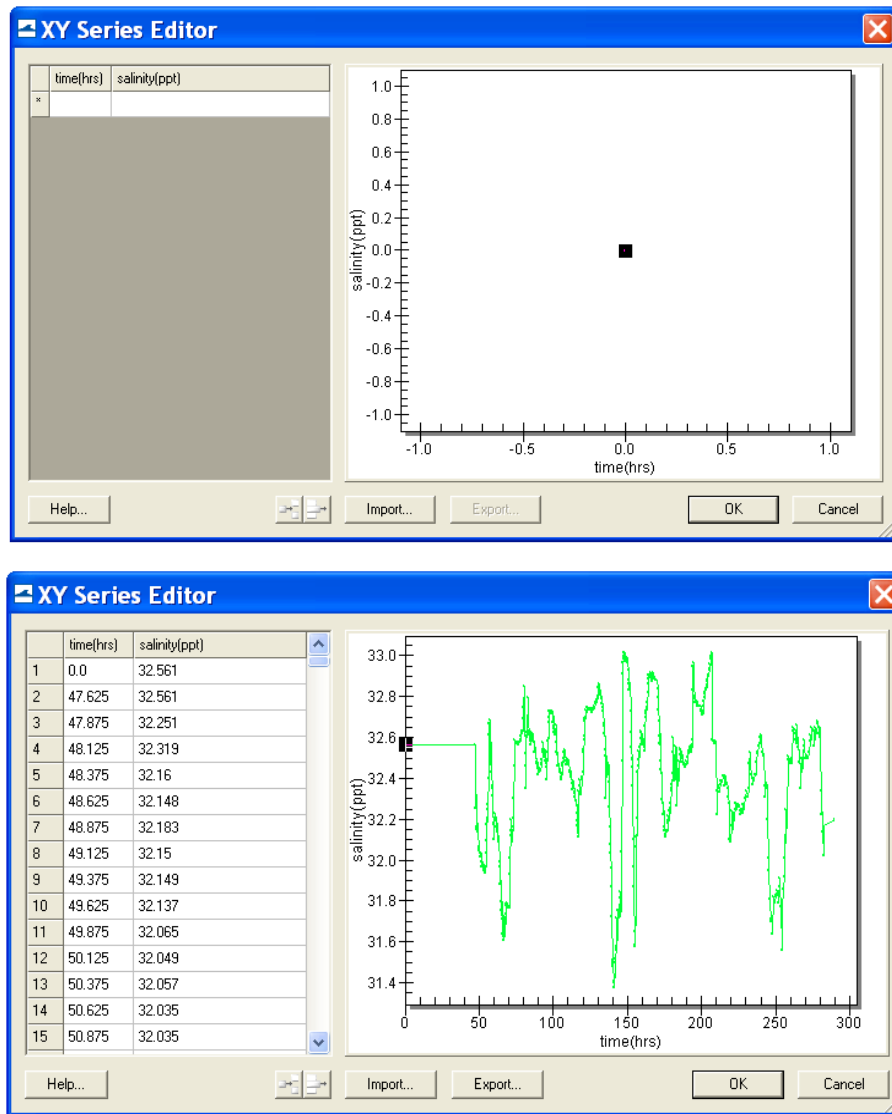 XY Series Editor
time(hrs) salinity(ppt)
*
1.0
0.8
0.6
0.4
0.2
0.0
-0.2
-0.4
-0.6
-0.8
-1.0
salinity(ppt)
-1.0 -0.5 0.0 0.5 1.0
time(hrs)
Help... Import... Export... OK Cancel
XY Series Editor
time(hrs) salinity(ppt)
1 0.0 32.561
2 47.625 32.561
3 47.875 32.251
4 48.125 32.319
5 48.375 32.16
6 48.625 32.148
7 48.875 32.183
8 49.125 32.15
9 49.375 32.149
10 49.625 32.137
11 49.875 32.065
12 50.125 32.049
13 50.375 32.057
14 50.625 32.035
15 50.875 32.035
33.0
32.8
32.6
32.4
32.2
32.0
31.8
31.6
31.4
salinity(ppt)
0 50 100 150 200 250 300
time(hrs)
Help... Import... Export... OK Cancel